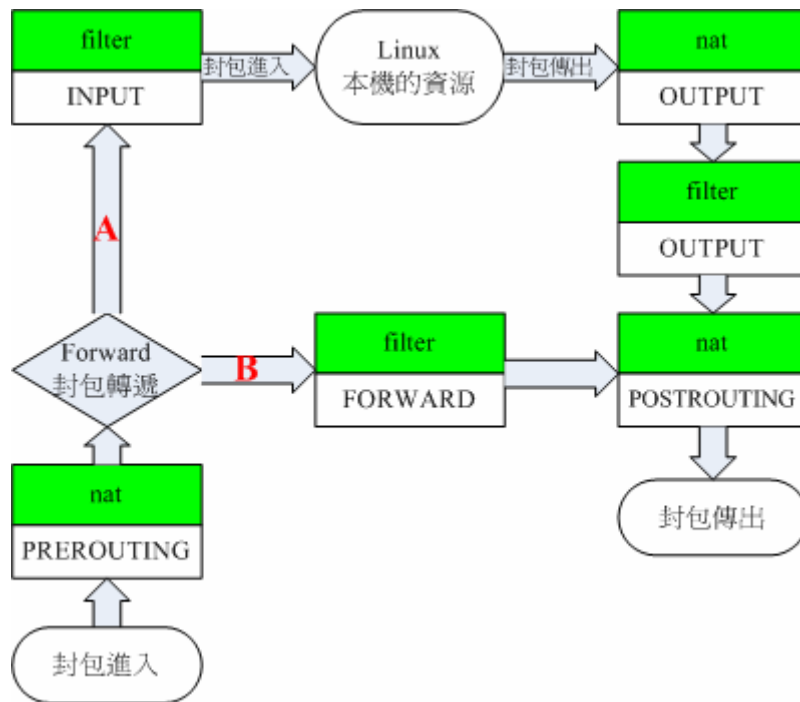 filter
INPUT
封包進入
Linux
本機的資源
封包傳出
nat
OUTPUT
filter
OUTPUT
A
Forward
封包轉遞
B
filter
FORWARD
nat
POSTROUTING
nat
PREROUTING
封包傳出
封包進入